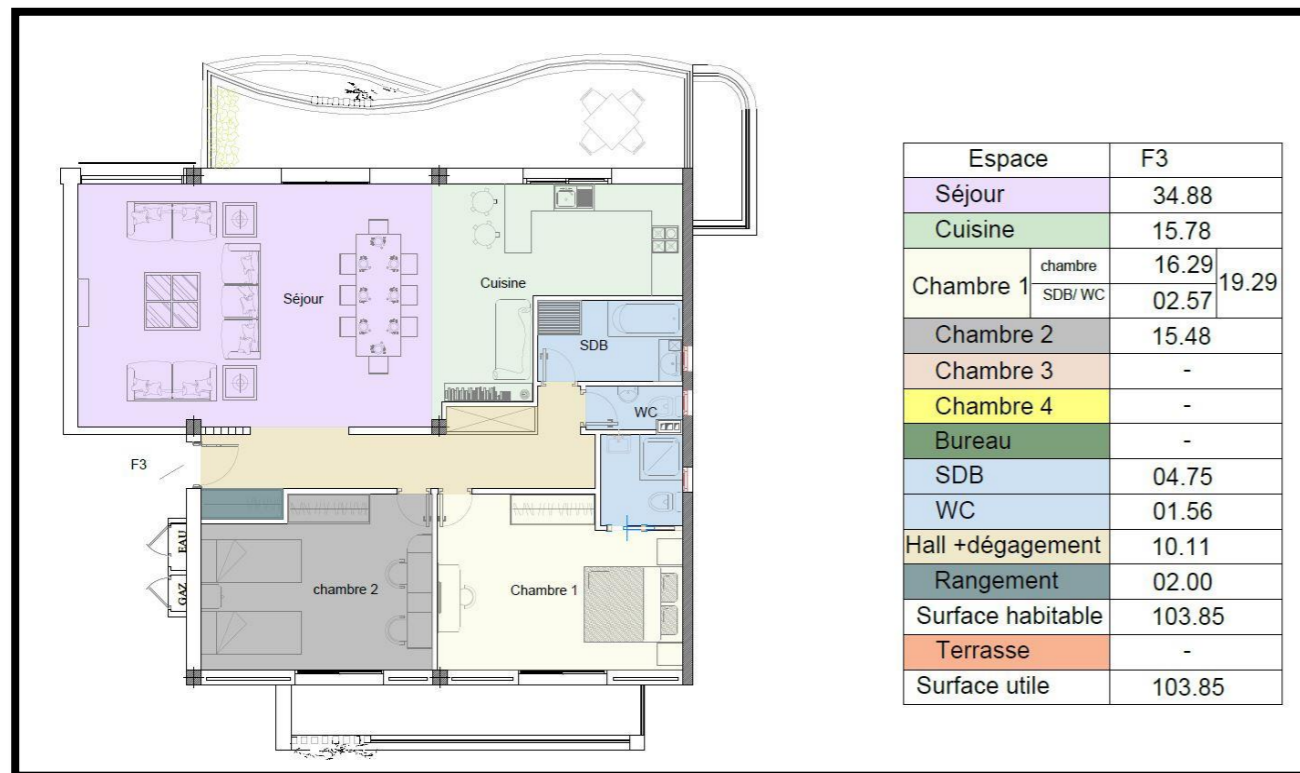 Séjour
Cuisine
SDB
WC
F3
EAU
GAZ
chambre 2
Chambre 1
Espace F3
Séjour 34.88
Cuisine 15.78
Chambre 1 chambre 16.29 19.29
SDB/ WC 02.57
Chambre 2 15.48
Chambre 3 -
Chambre 4 -
Bureau -
SDB 04.75
WC 01.56
Hall +dégagement 10.11
Rangement 02.00
Surface habitable 103.85
Terrasse -
Surface utile 103.85